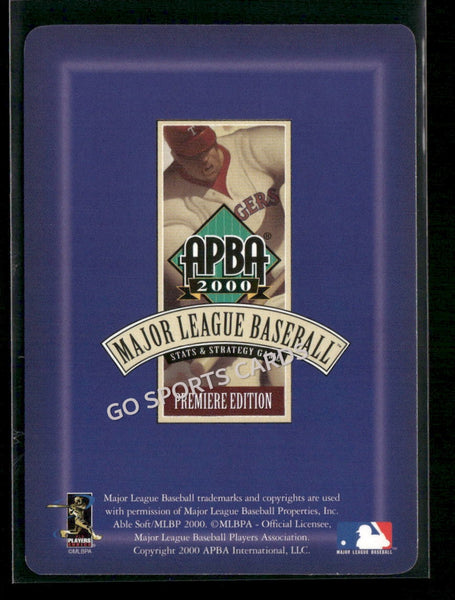 T
GERS
APBA®
2000
MAJOR LEAGUE BASEBALL™
STATS & STRATEGY
GO SPORTS CARDS
PREMIERE EDITION
Major League Baseball trademarks and copyrights are used
with permission of Major League Baseball Properties, Inc.
Able Soft/MLBP 2000. ©MLBPA - Official Licensee,
Major League Baseball Players Association.
Copyright 2000 APBA International, LLC.
PLAYERS
CHOICE
©MLBPA
MAJOR LEAGUE BASEBALL